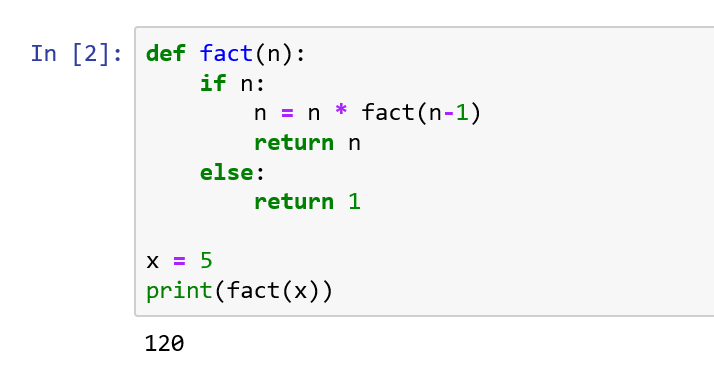 In [2]: def fact(n):
    if n:
        n = n * fact(n-1)
        return n
    else:
        return 1
x = 5
print(fact(x))
120